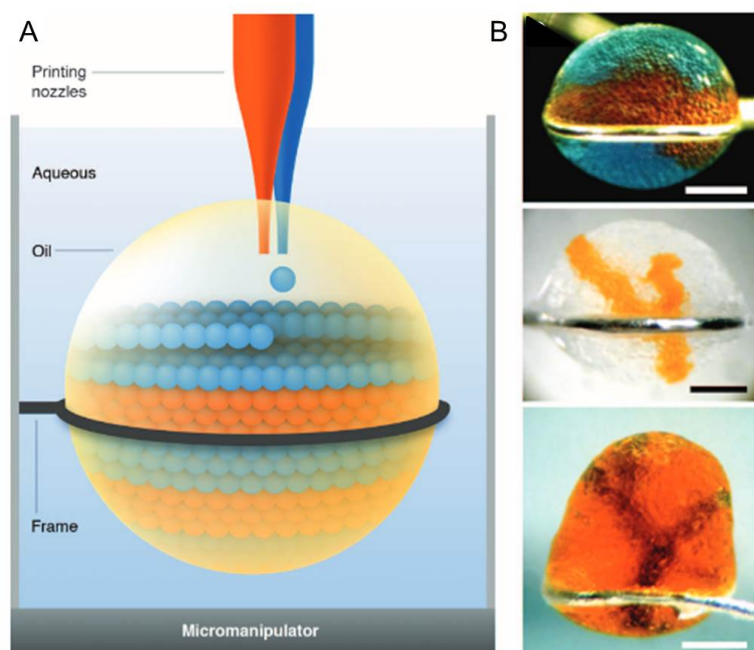 A
B
Printing
nozzles
Aqueous
Oil
Frame
Micromanipulator